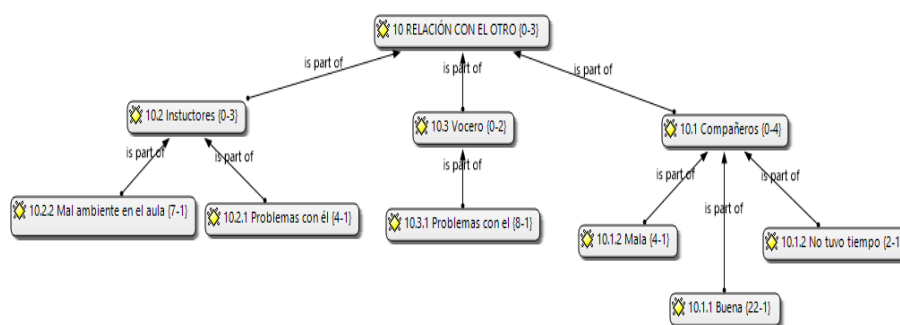 10 RELACIÓN CON EL OTRO {0-3}
is part of
is part of
is part of
10.2 Instuctores {0-3}
10.3 Vocero {0-2}
10.1 Compañeros {0-4}
is part of
is part of
is part of
is part of
is part of
is part of
10.2.2 Mal ambiente en el aula {7-1}
10.2.1 Problemas con él {4-1}
10.3.1 Problemas con el {8-1}
10.1.2 Mala {4-1}
10.1.2 No tuvo tiempo {2-1
10.1.1 Buena {22-1}